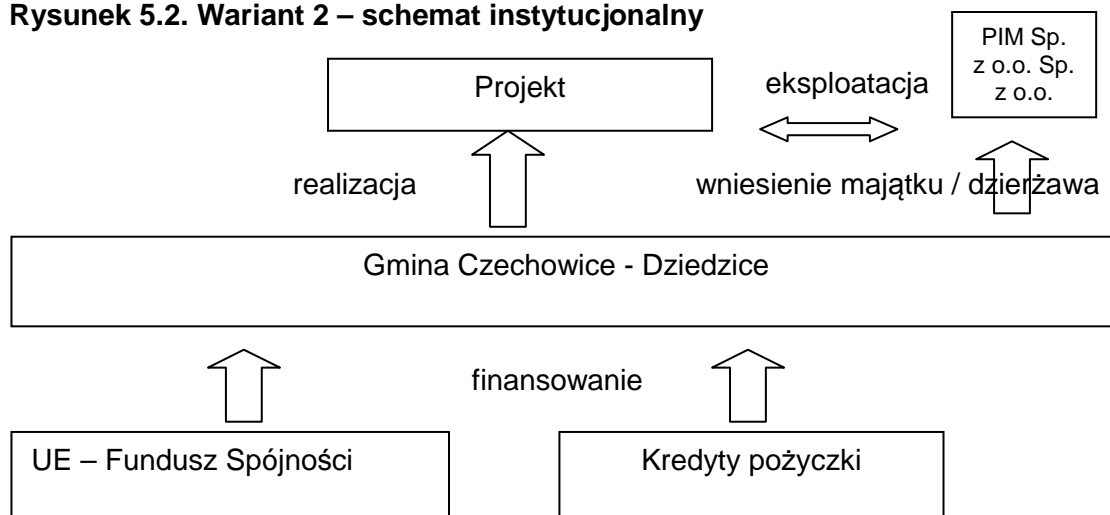 Rysunek 5.2. Wariant 2 – schemat instytucjonalny
PIM Sp.
z o.o. Sp.
z o.o.
Projekt
eksploatacja
realizacja
wniesienie majątku / dzierżawa
Gmina Czechowice - Dziedzice
finansowanie
UE – Fundusz Spójności
Kredyty pożyczki